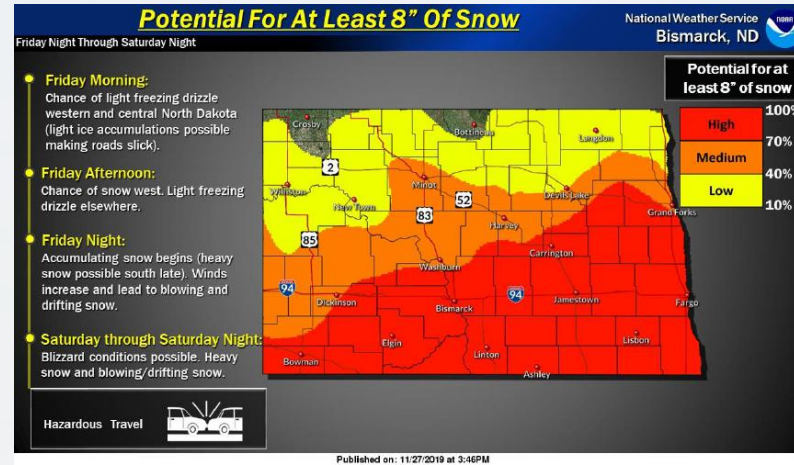 Potential For At Least 8” Of Snow
National Weather Service
Bismarck, ND
NOAA
Friday Night Through Saturday Night
Friday Morning:
Chance of light freezing drizzle
western and central North Dakota
(light ice accumulations possible
making roads slick).
Friday Afternoon:
Chance of snow west. Light freezing
drizzle elsewhere.
Friday Night:
Accumulating snow begins (heavy
snow possible south late). Winds
increase and lead to blowing and
drifting snow.
Saturday through Saturday Night:
Blizzard conditions possible. Heavy
snow and blowing/drifting snow.
Hazardous Travel
Potential for at
least 8” of snow
100%
High
70%
Medium
40%
Low
10%
Crosby
Bottineau
Langdon
2
Williston
Minot
New Town
52
Devils Lake
83
Harvey
Grand Forks
85
Washburn
Carrington
94
Dickinson
Bismarck
94
Jamestown
Fargo
Elgin
Lisbon
Bowman
Linton
Ashley
Published on: 11/27/2019 at 3:46PM